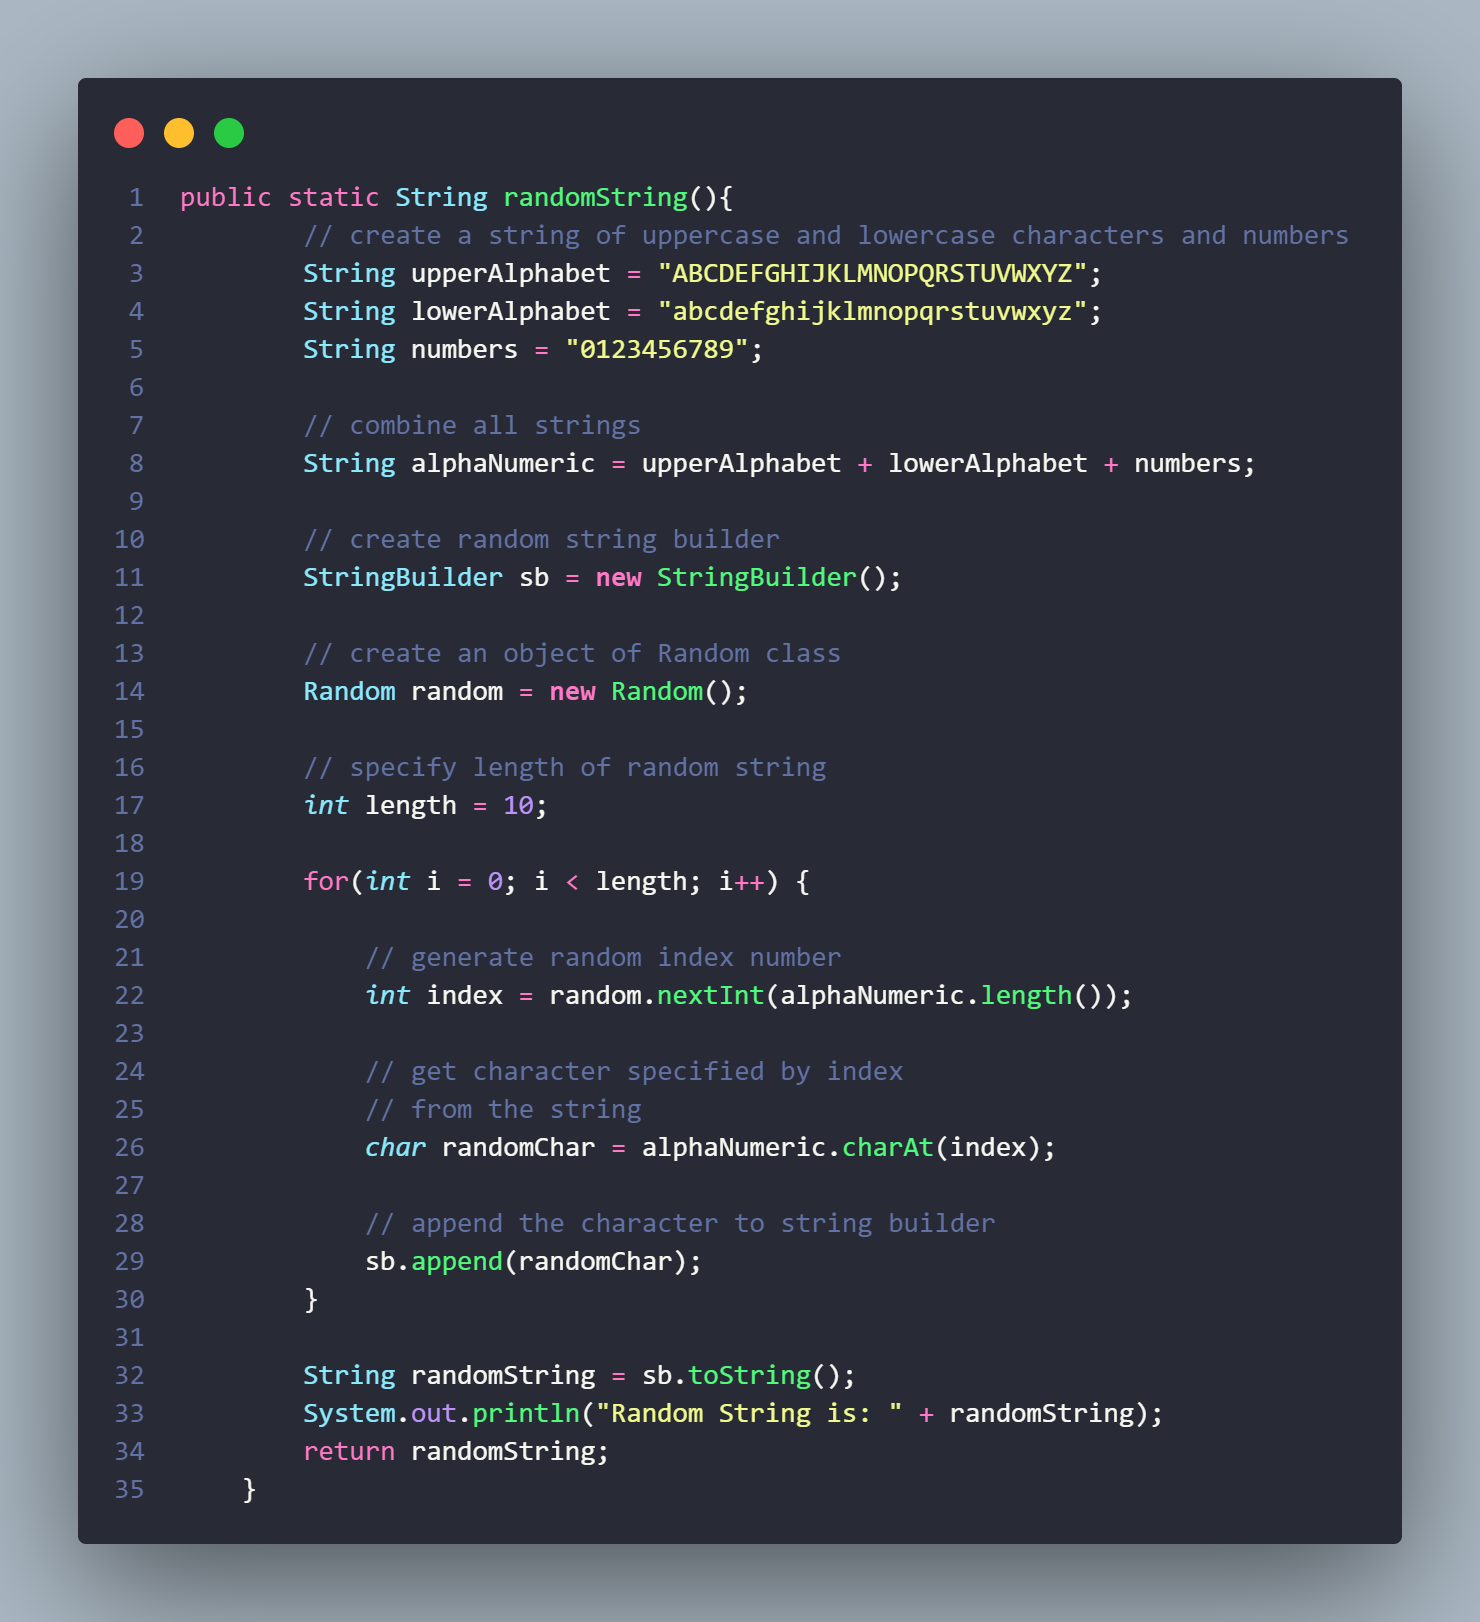 1 public static String randomString(){
2 // create a string of uppercase and lowercase characters and numbers
3 String upperAlphabet = "ABCDEFGHIJKLMNOPQRSTUVWXYZ";
4 String lowerAlphabet = "abcdefghijklmnopqrstuvwxyz";
5 String numbers = "0123456789";
6
7 // combine all strings
8 String alphaNumeric = upperAlphabet + lowerAlphabet + numbers;
9
10 // create random string builder
11 StringBuilder sb = new StringBuilder();
12
13 // create an object of Random class
14 Random random = new Random();
15
16 // specify length of random string
17 int length = 10;
18
19 for(int i = 0; i < length; i++) {
20
21 // generate random index number
22 int index = random.nextInt(alphaNumeric.length());
23
24 // get character specified by index
25 // from the string
26 char randomChar = alphaNumeric.charAt(index);
27
28 // append the character to string builder
29 sb.append(randomChar);
30 }
31
32 String randomString = sb.toString();
33 System.out.println("Random String is: " + randomString);
34 return randomString;
35 }